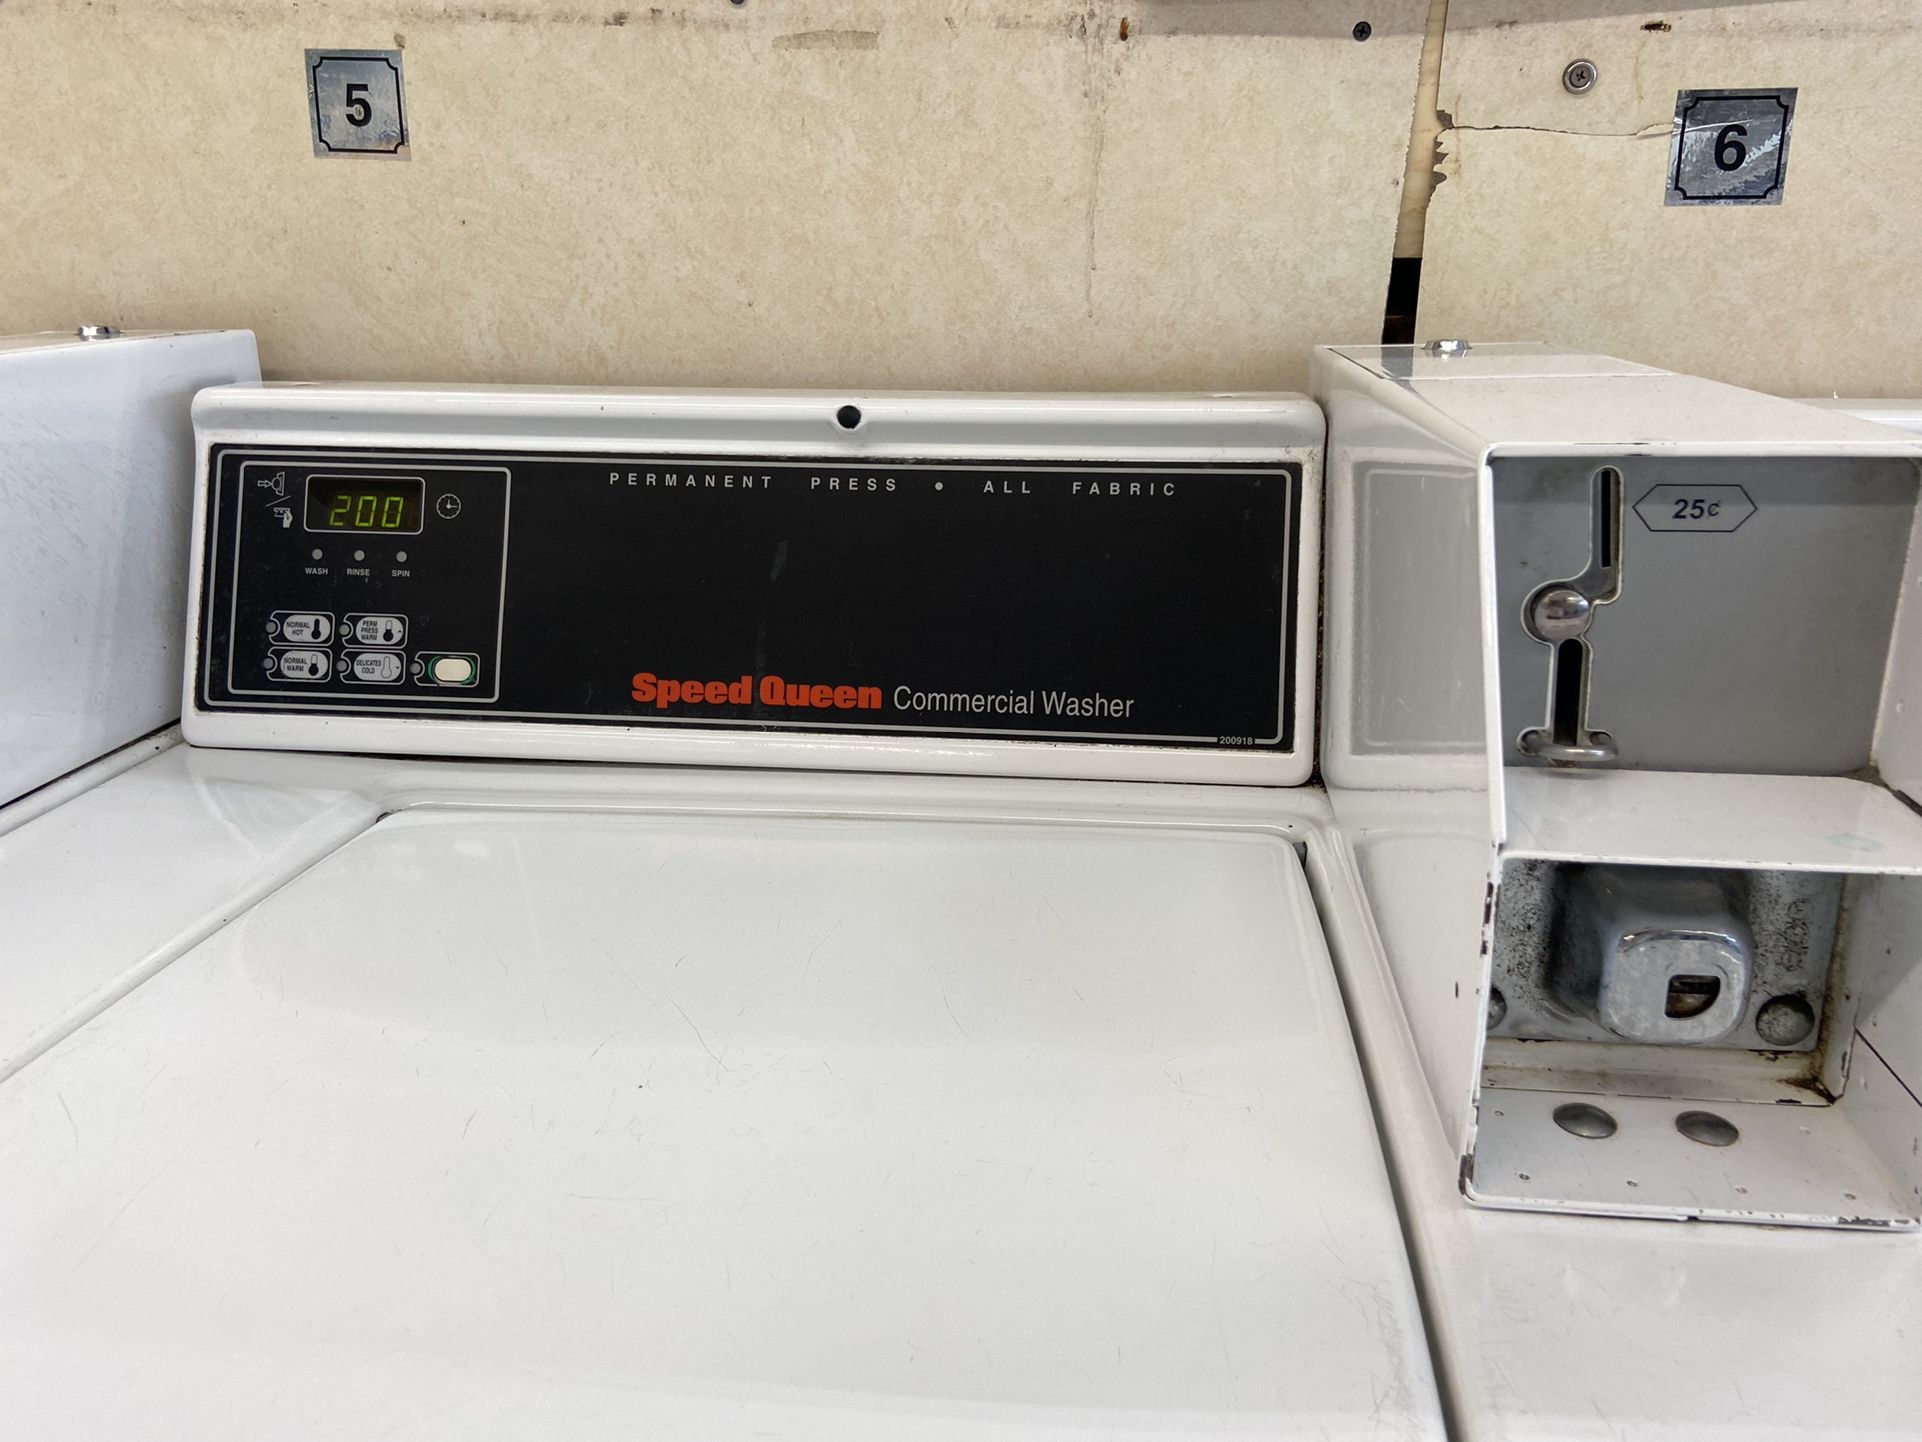 5
6
200
PERMANENT PRESS • ALL FABRIC
25¢
WASH RINSE SPIN
NORMAL HOT
PERM PRESS WARM
NORMAL WARM
DELICATES COLD
Speed Queen Commercial Washer
200918